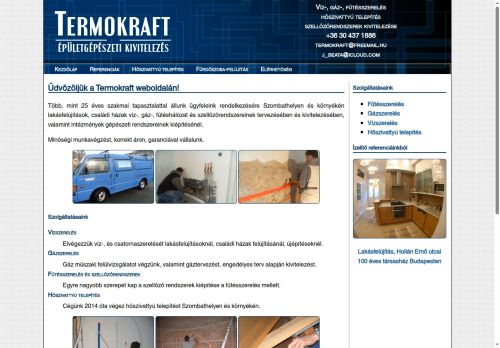 Termokraft
épületgépészeti kivitelezés
Víz-, gáz-, fűtésszerelés
hőszivattyú telepítés
szellőzőrendszerek kivitelezése
+36 30 437 1886
termokraft@freemail.hu
j_beata@icloud.com
Kezdőlap Referenciák Hőszivattyú telepítés Fürdőszoba-felújítás Elérhetőség
Üdvözöljük a Termokraft weboldalán!
Több, mint 25 éves szakmai tapasztalattal állunk ügyfeleink rendelkezésére Szombathelyen és környékén
lakásfelújítások, családi házak víz-, gáz-, fűtéshálózat és szellőzőrendszereinek tervezésében és kivitelezésében,
valamint intézmények gépészeti rendszereinek kiépítésénél.
Minőségi munkavégzést, korrekt áron, garanciával vállalunk.
Szolgáltatásaink
Vízszerelés
Elvégezzük víz-, és csatornaszerelését lakásfelújításoknál, családi házak felújításánál, újépítéseknél.
Gázszerelés
Gáz műszaki felülvizsgálatot végzünk, valamint gáztervezést, engedélyes terv alapján kivitelezést.
Fűtésszerelés és szellőzőrendszerek
Egyre nagyobb szerepet kap a szellőző rendszerek kiépítése a fűtésszerelés mellett.
Hőszivattyú telepítés
Cégünk 2014 óta végez hőszivattyú telepítést Szombathelyen és környékén.
Szolgáltatásaink
Fűtésszerelés
Gázszerelés
Vízszerelés
Hőszivattyú telepítés
Ízelítő referenciáinkból
Lakásfelújítás, Hollán Ernő utcai
100 éves társasház Budapesten